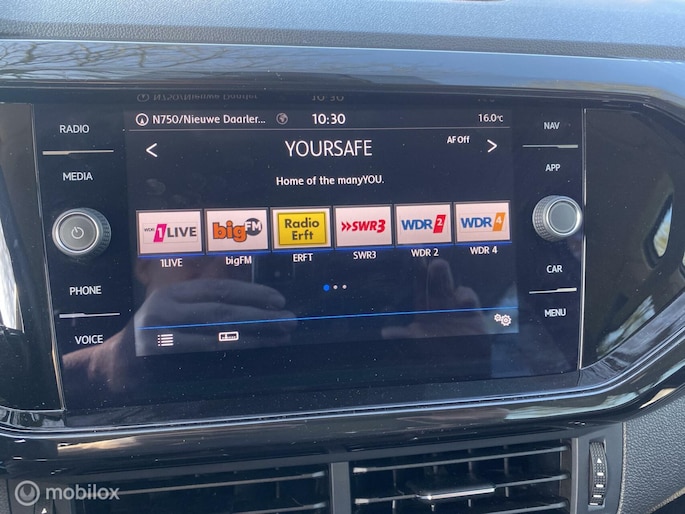 RADIO
MEDIA
PHONE
VOICE
NAV
APP
CAR
MENU
N750/Nieuwe Daarler... 10:30 16.0°C
< YOURSAFE AF Off >
Home of the manyYOU.
WDR 1LIVE bigFM Radio Erft SWR3 WDR 2 WDR 4
1LIVE bigFM ERFT SWR3 WDR 2 WDR 4
mobilox